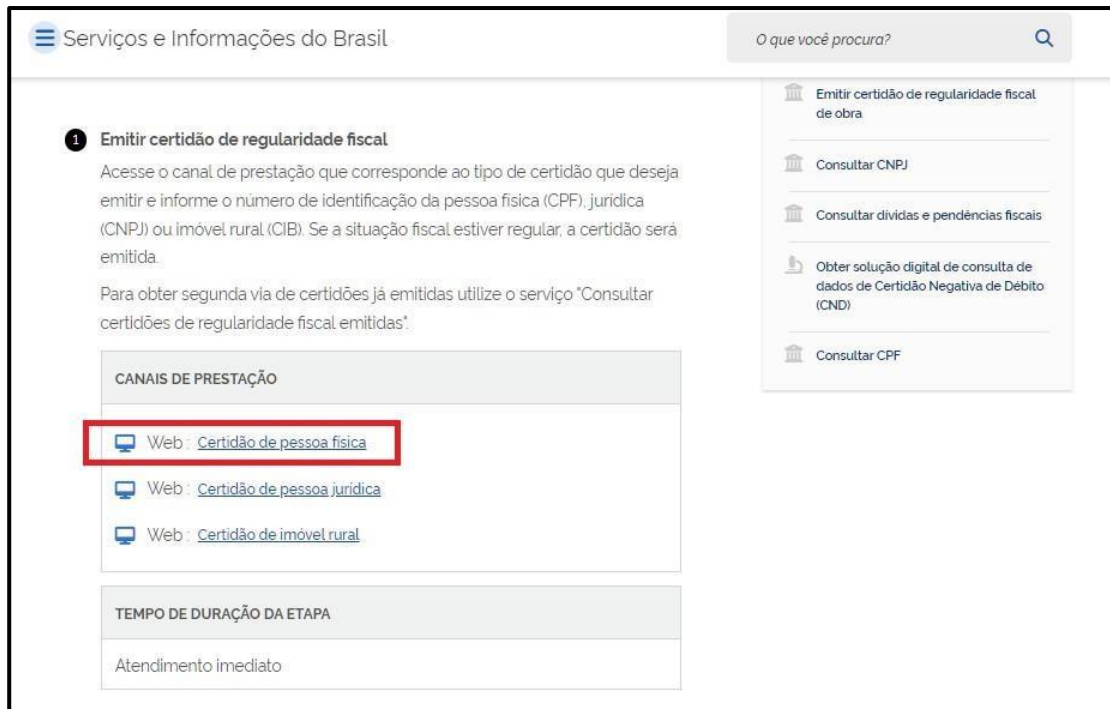 Serviços e Informações do Brasil
O que você procura?
1 Emitir certidão de regularidade fiscal
Acesse o canal de prestação que corresponde ao tipo de certidão que deseja
emitir e informe o número de identificação da pessoa física (CPF), jurídica
(CNPJ) ou imóvel rural (CIB). Se a situação fiscal estiver regular, a certidão será
emitida.
Para obter segunda via de certidões já emitidas utilize o serviço "Consultar
certidões de regularidade fiscal emitidas".
CANAIS DE PRESTAÇÃO
Web : Certidão de pessoa física
Web : Certidão de pessoa jurídica
Web : Certidão de imóvel rural
TEMPO DE DURAÇÃO DA ETAPA
Atendimento imediato
Emitir certidão de regularidade fiscal
de obra
Consultar CNPJ
Consultar dívidas e pendências fiscais
Obter solução digital de consulta de
dados de Certidão Negativa de Débito
(CND)
Consultar CPF